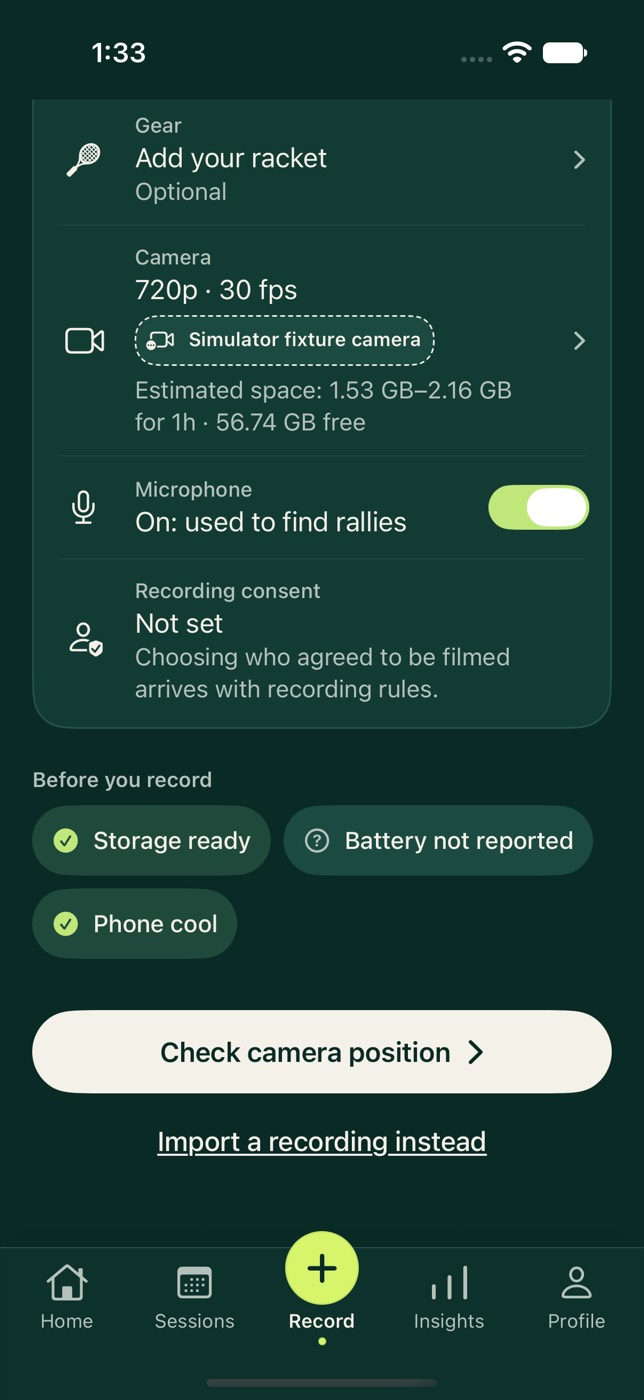 1:33
Gear
Add your racket
Optional
Camera
720p · 30 fps
Simulator fixture camera
Estimated space: 1.53 GB–2.16 GB
for 1h · 56.74 GB free
Microphone
On: used to find rallies
Recording consent
Not set
Choosing who agreed to be filmed
arrives with recording rules.
Before you record
Storage ready
Battery not reported
Phone cool
Check camera position
Import a recording instead
Home
Sessions
Record
Insights
Profile